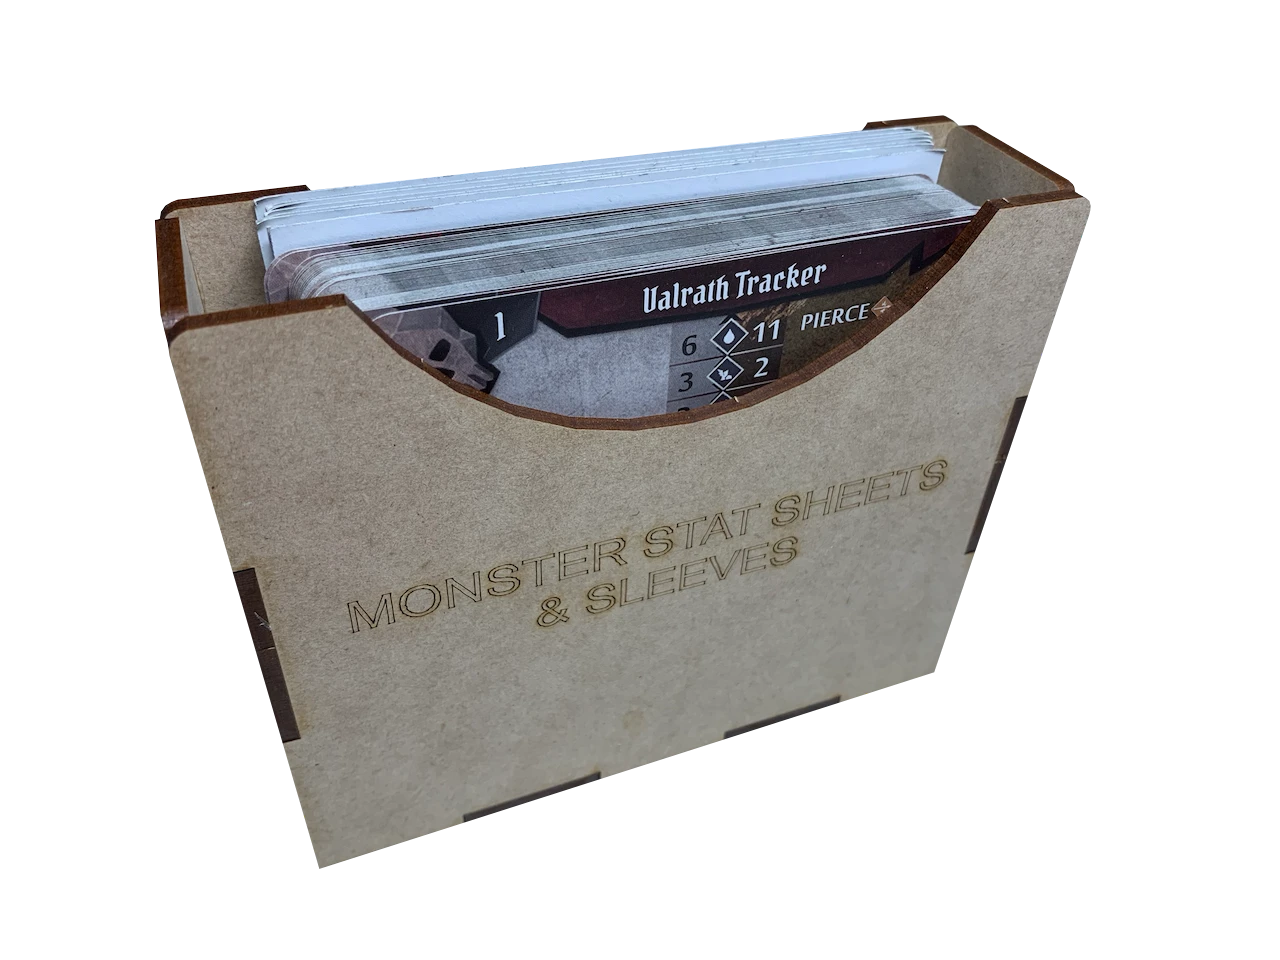 Valrath Tracker
1
6 11 PIERCE
3 2
MONSTER STAT SHEETS
& SLEEVES